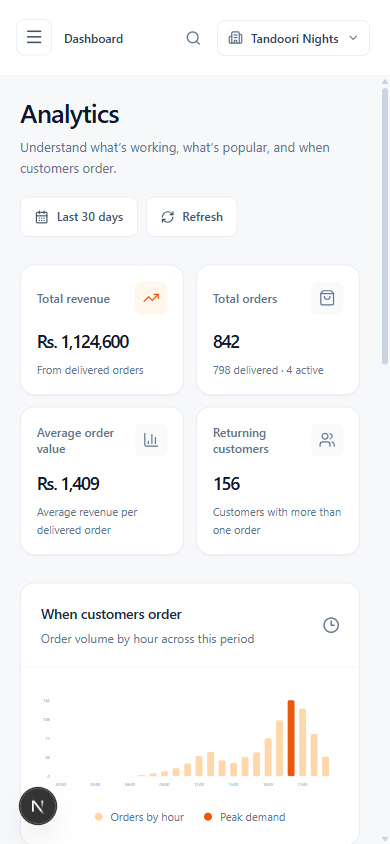 Dashboard
Tandoori Nights
Analytics
Understand what's working, what's popular, and when
customers order.
Last 30 days
Refresh
Total revenue
Rs. 1,124,600
From delivered orders
Total orders
842
798 delivered · 4 active
Average order
value
Rs. 1,409
Average revenue per
delivered order
Returning
customers
156
Customers with more than
one order
When customers order
Order volume by hour across this period
N
Orders by hour
Peak demand